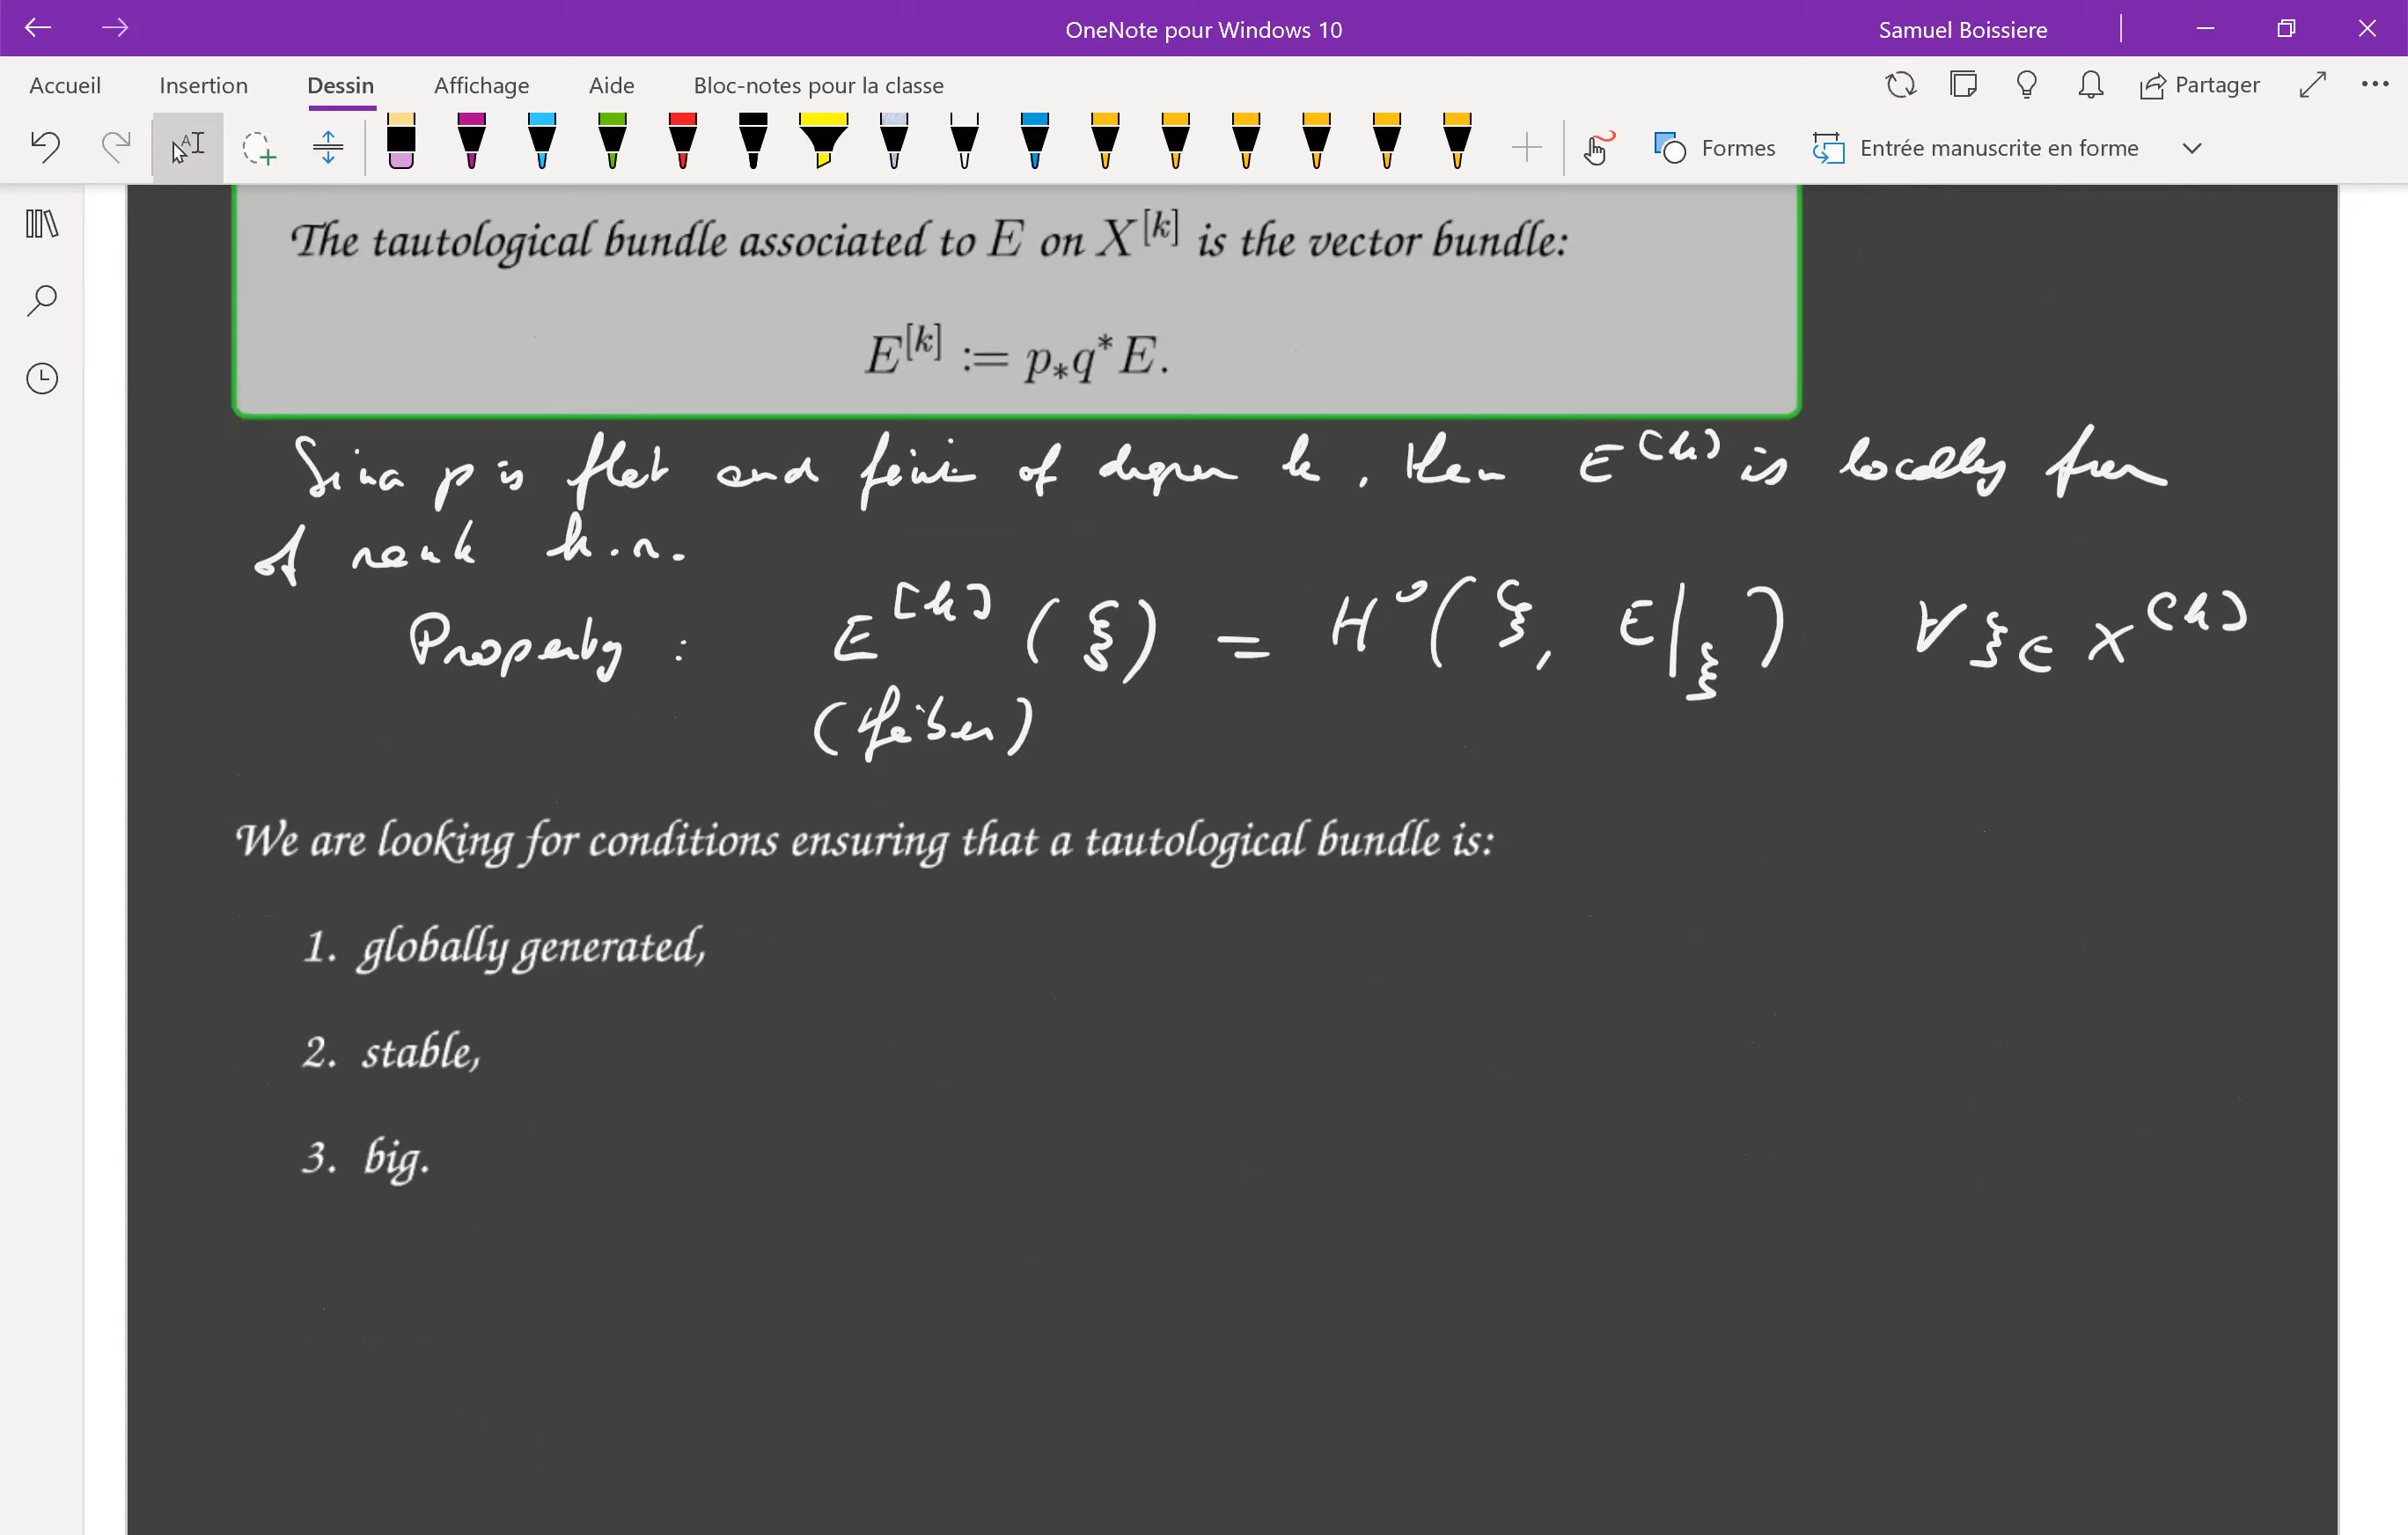 OneNote pour Windows 10
Samuel Boissiere
Accueil Insertion Dessin Affichage Aide Bloc-notes pour la classe Partager
Formes Entrée manuscrite en forme
The tautological bundle associated to E on X^[k] is the vector bundle:
E^[k] := p_*q^*E.
Since p is flat and finite of degree k, then E^[k] is locally free
of rank k.r.
Property : E^[k](ξ) = H^0(ξ, E|_ξ) ∀ ξ ∈ X^[k]
(fiber)
We are looking for conditions ensuring that a tautological bundle is:
1. globally generated,
2. stable,
3. big.